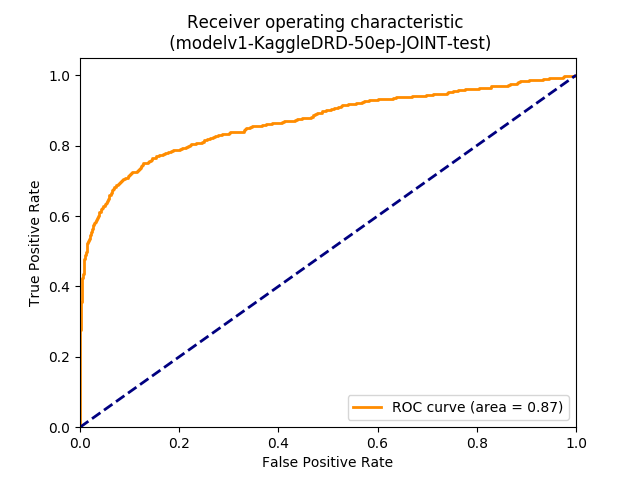 Receiver operating characteristic
(modelv1-KaggleDRD-50ep-JOINT-test)
1.0
0.8
0.6
0.4
0.2
0.0
True Positive Rate
ROC curve (area = 0.87)
0.0 0.2 0.4 0.6 0.8 1.0
False Positive Rate